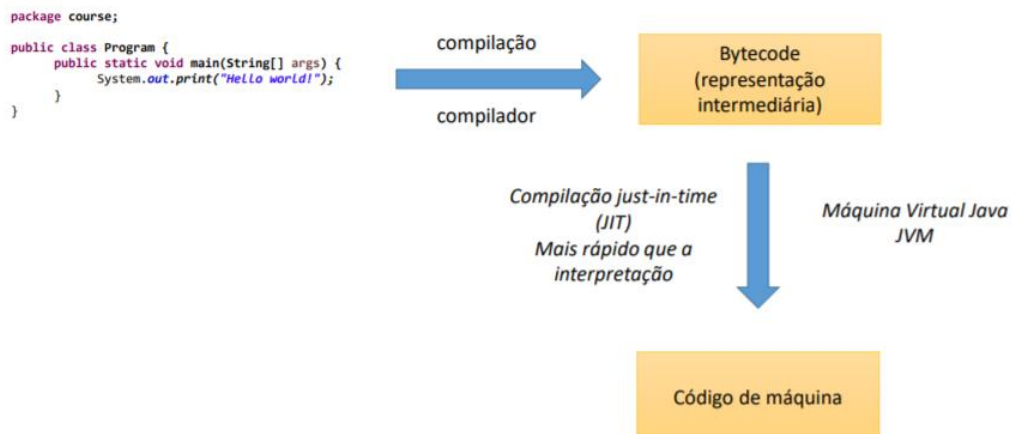 package course;
public class Program {
public static void main(String[] args) {
System.out.print("Hello world!");
}
}
compilação
compilador
Bytecode
(representação
intermediária)
Compilação just-in-time
(JIT)
Mais rápido que a
interpretação
Máquina Virtual Java
JVM
Código de máquina